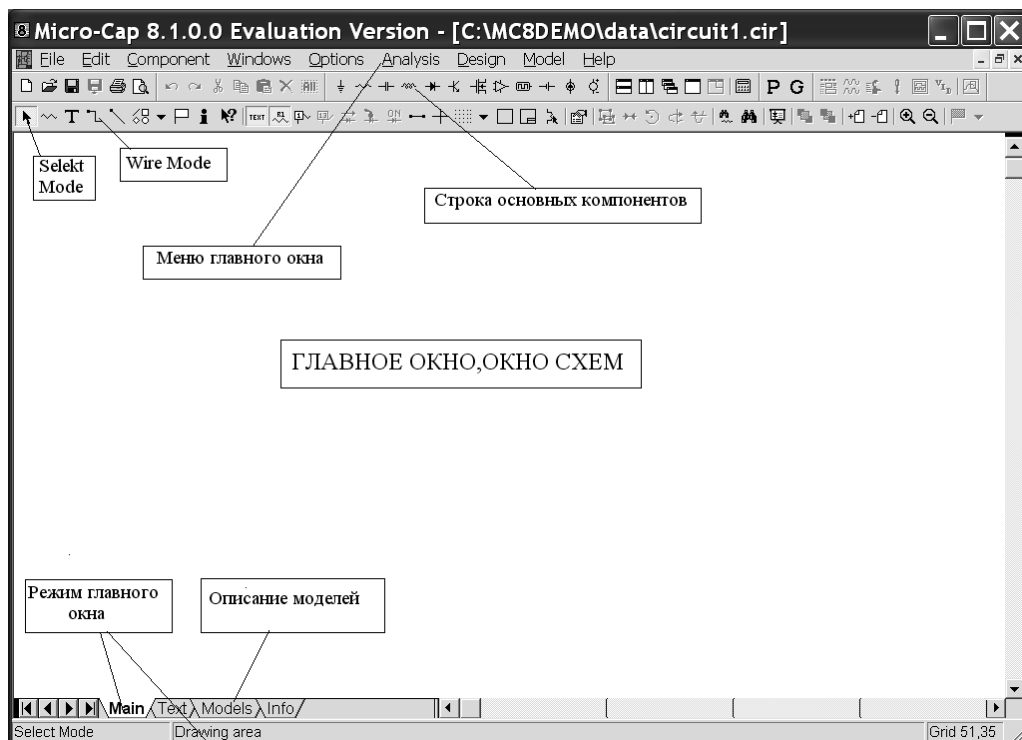 Micro-Cap 8.1.0.0 Evaluation Version - [C:\MC8DEMO\data\circuit1.cir]
File Edit Component Windows Options Analysis Design Model Help
P G
T i TEXT
Selekt
Mode
Wire Mode
Строка основных компонентов
Меню главного окна
ГЛАВНОЕ ОКНО,ОКНО СХЕМ
Режим главного
окна
Описание моделей
Main Text Models Info
Select Mode Drawing area Grid 51,35